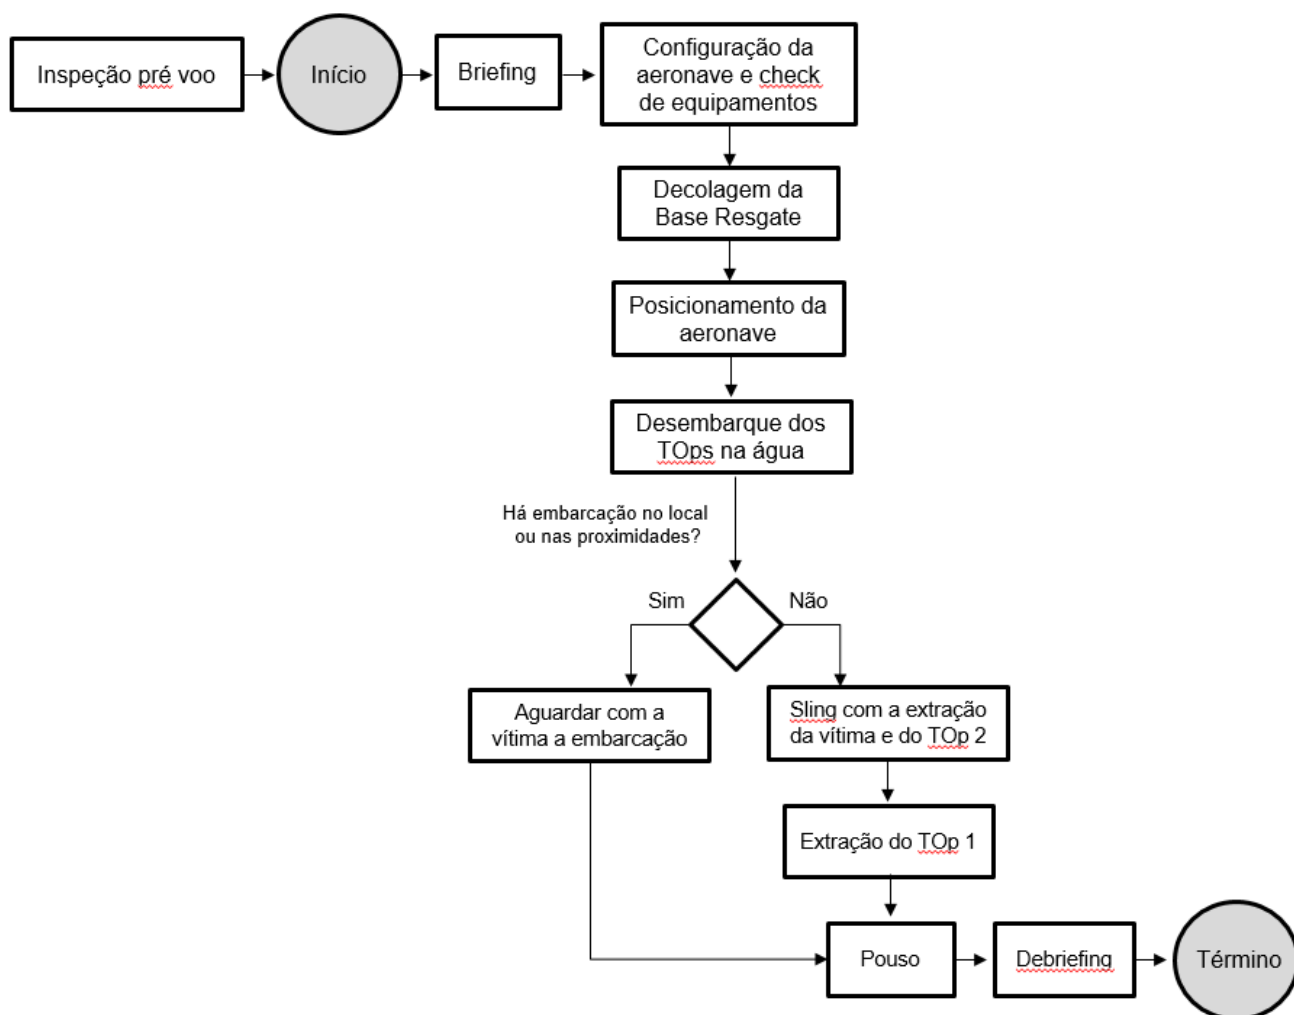 Inspeção pré voo
Início
Briefing
Configuração da
aeronave e check
de equipamentos
Decolagem da
Base Resgate
Posicionamento da
aeronave
Desembarque dos
TOps na água
Há embarcação no local
ou nas proximidades?
Sim
Não
Aguardar com a
vítima a embarcação
Sling com a extração
da vítima e do TOp 2
Extração do TOp 1
Pouso
Debriefing
Término